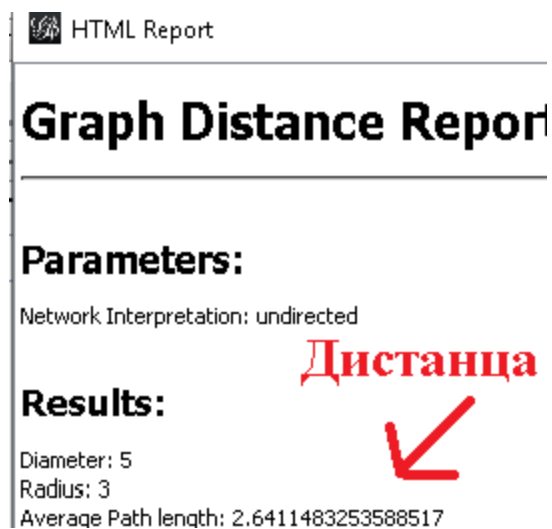 HTML Report
Graph Distance Report
Parameters:
Network Interpretation: undirected
Дистанца
Results:
Diameter: 5
Radius: 3
Average Path length: 2.6411483253588517